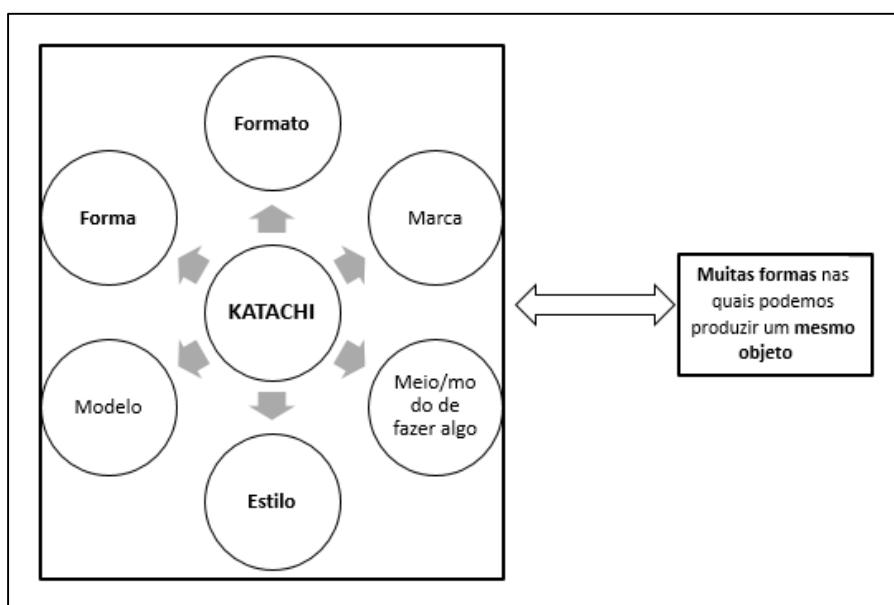 Formato
Forma
Marca
KATACHI
Modelo
Meio/mo
do de
fazer algo
Estilo
Muitas formas nas
quais podemos
produzir um mesmo
objeto